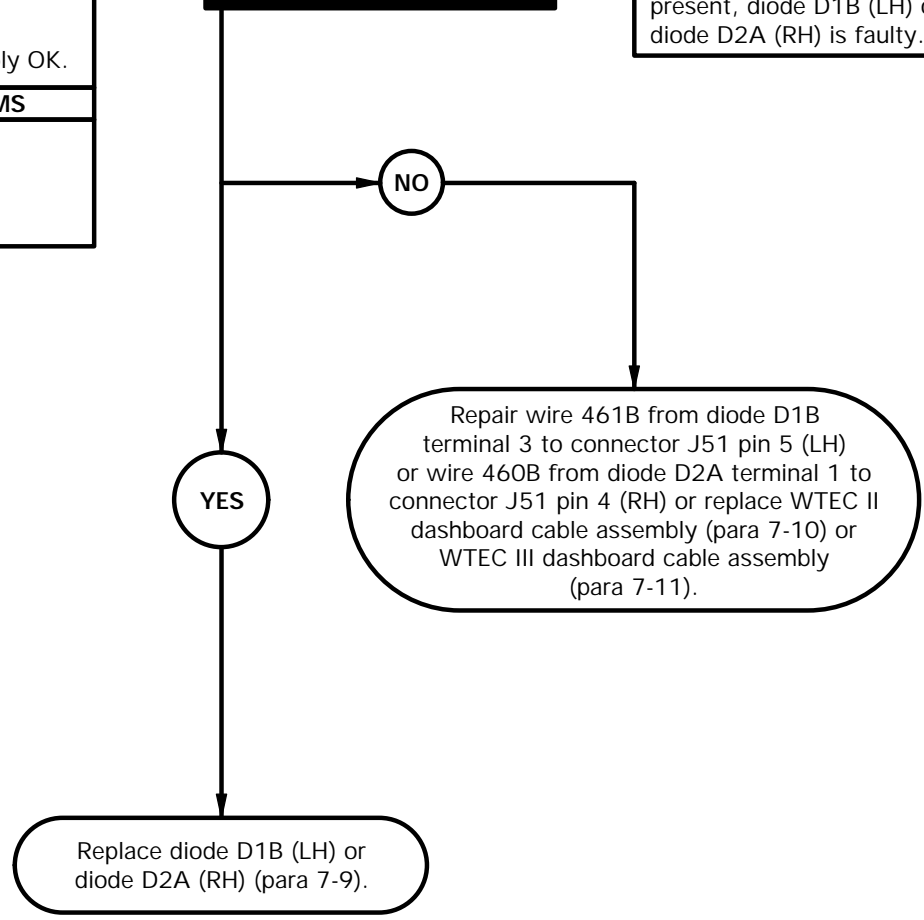 present, diode D1B (LH)
diode D2A (RH) is faulty.
OK.
NO
Repair wire 461B from diode D1B
terminal 3 to connector J51 pin 5 (LH)
or wire 460B from diode D2A terminal 1 to
connector J51 pin 4 (RH) or replace WTEC II
dashboard cable assembly (para 7-10) or
WTEC III dashboard cable assembly
(para 7-11).
YES
Replace diode D1B (LH) or
diode D2A (RH) (para 7-9).